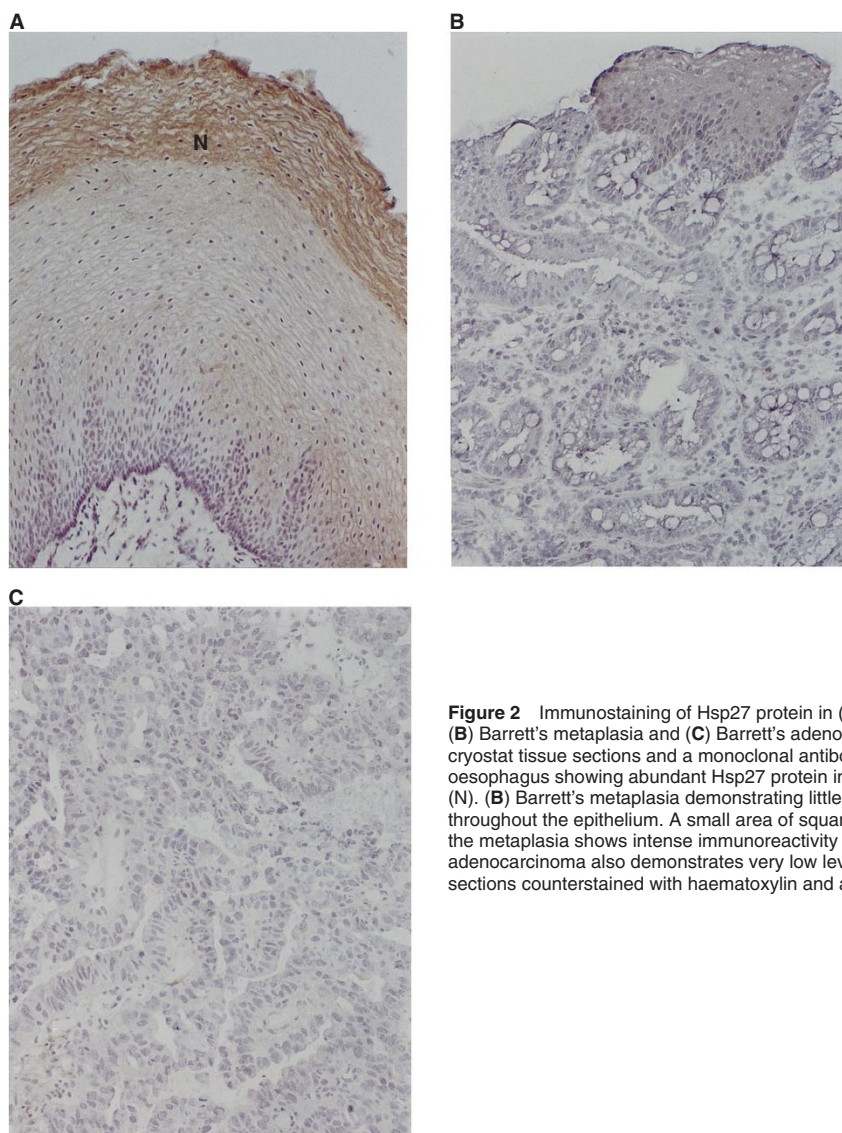 A
B
N
C
Figure 2 Immunostaining of Hsp27 protein in (
(B) Barrett's metaplasia and (C) Barrett's adeno
cryostat tissue sections and a monoclonal antibo
oesophagus showing abundant Hsp27 protein in
(N). (B) Barrett's metaplasia demonstrating little
throughout the epithelium. A small area of squar
the metaplasia shows intense immunoreactivity
adenocarcinoma also demonstrates very low leve
sections counterstained with haematoxylin and a